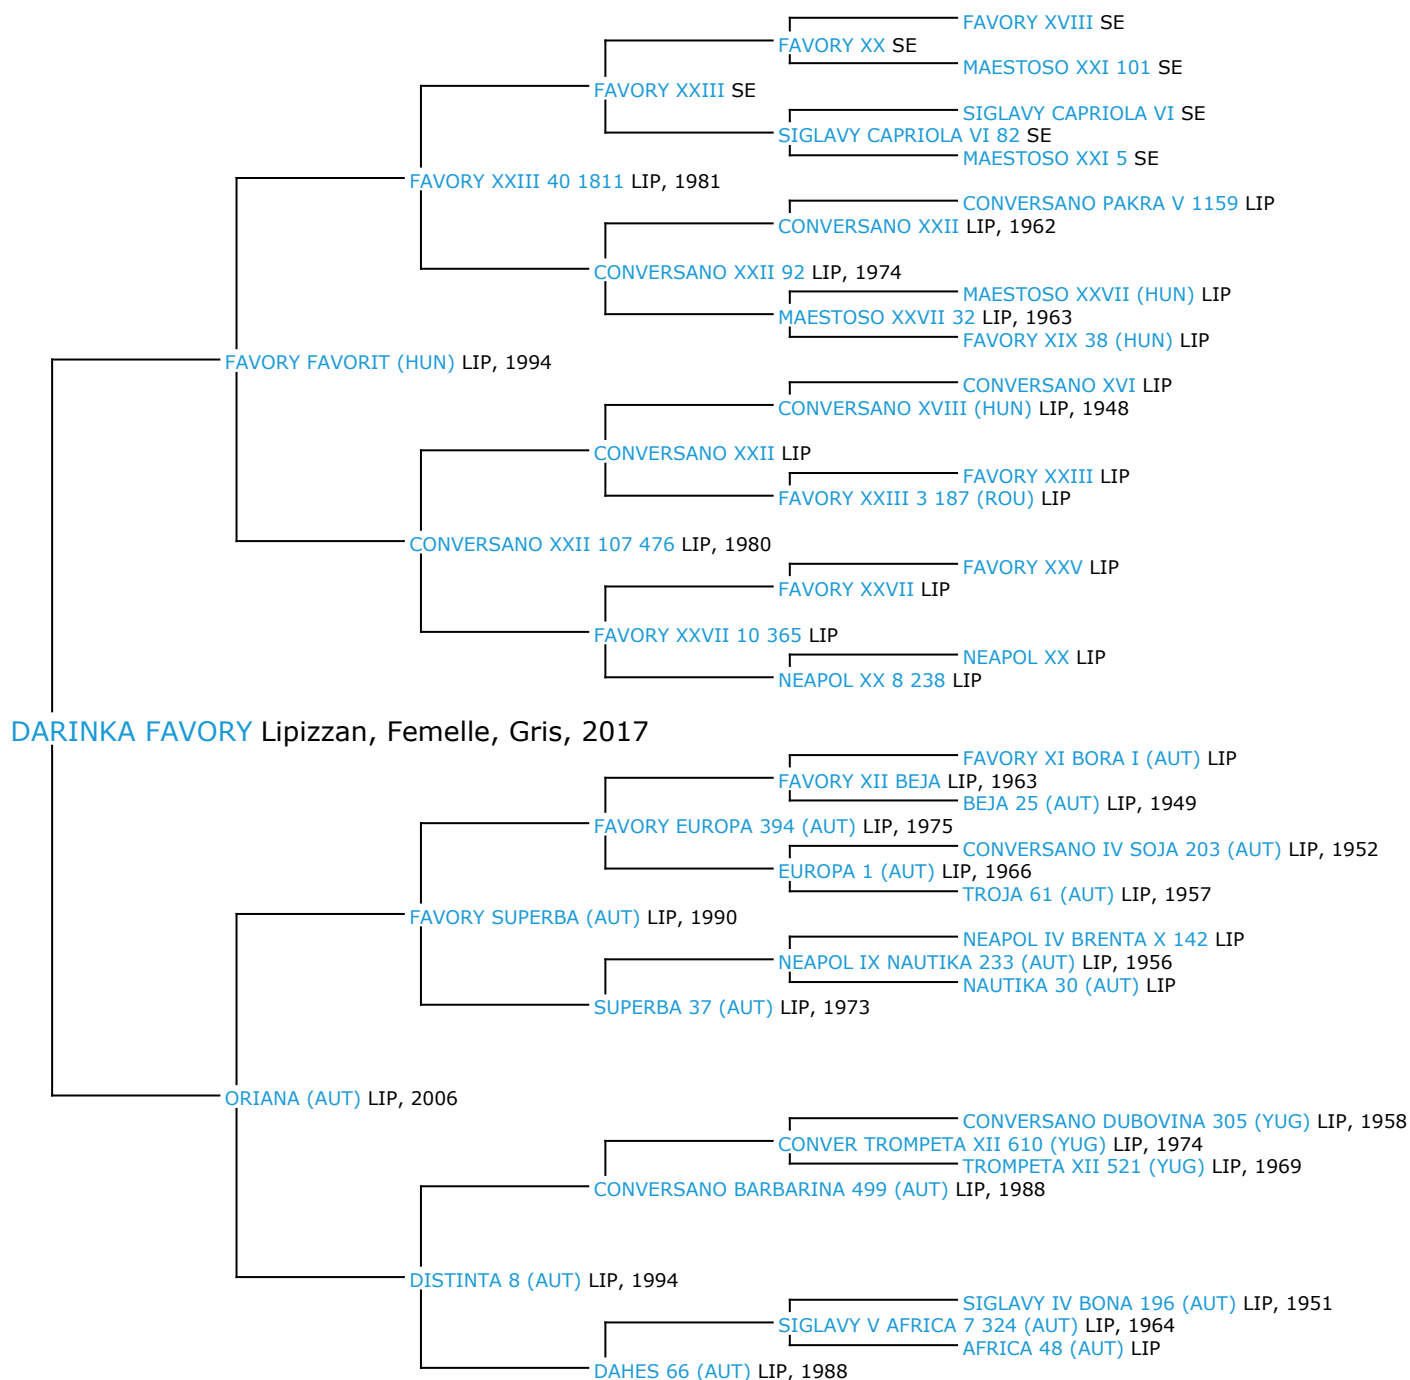 FAVORY XVIII SE
FAVORY XX SE
MAESTOSO XXI 101 SE
FAVORY XXIII SE
SIGLAVY CAPRIOLA VI SE
SIGLAVY CAPRIOLA VI 82 SE
MAESTOSO XXI 5 SE
FAVORY XXIII 40 1811 LIP, 1981
CONVERSANO PAKRA V 1159 LIP
CONVERSANO XXII LIP, 1962
CONVERSANO XXII 92 LIP, 1974
MAESTOSO XXVII (HUN) LIP
MAESTOSO XXVII 32 LIP, 1963
FAVORY XIX 38 (HUN) LIP
FAVORY FAVORIT (HUN) LIP, 1994
CONVERSANO XVI LIP
CONVERSANO XVIII (HUN) LIP, 1948
CONVERSANO XXII LIP
FAVORY XXIII LIP
FAVORY XXIII 3 187 (ROU) LIP
CONVERSANO XXII 107 476 LIP, 1980
FAVORY XXV LIP
FAVORY XXVII LIP
FAVORY XXVII 10 365 LIP
NEAPOL XX LIP
NEAPOL XX 8 238 LIP
DARINKA FAVORY Lipizzan, Femelle, Gris, 2017
FAVORY XI BORA I (AUT) LIP
FAVORY XII BEJA LIP, 1963
BEJA 25 (AUT) LIP, 1949
FAVORY EUROPA 394 (AUT) LIP, 1975
CONVERSANO IV SOJA 203 (AUT) LIP, 1952
EUROPA 1 (AUT) LIP, 1966
TROJA 61 (AUT) LIP, 1957
FAVORY SUPERBA (AUT) LIP, 1990
NEAPOL IV BRENTA X 142 LIP
NEAPOL IX NAUTIKA 233 (AUT) LIP, 1956
NAUTIKA 30 (AUT) LIP
SUPERBA 37 (AUT) LIP, 1973
ORIANA (AUT) LIP, 2006
CONVERSANO DUBOVINA 305 (YUG) LIP, 1958
CONVER TROMPETA XII 610 (YUG) LIP, 1974
TROMPETA XII 521 (YUG) LIP, 1969
CONVERSANO BARBARINA 499 (AUT) LIP, 1988
DISTINTA 8 (AUT) LIP, 1994
SIGLAVY IV BONA 196 (AUT) LIP, 1951
SIGLAVY V AFRICA 7 324 (AUT) LIP, 1964
AFRICA 48 (AUT) LIP
DAHES 66 (AUT) LIP, 1988